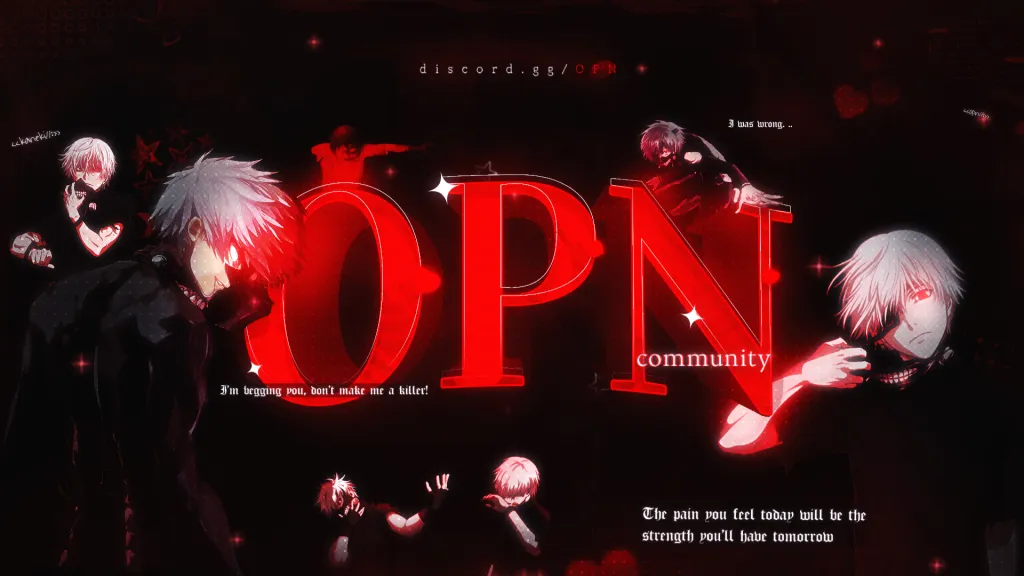 discord.gg/OPN
I was wrong. ..
OPN
community
I'm begging you, don't make me a killer!
The pain you feel today will be the
strength you'll have tomorrow